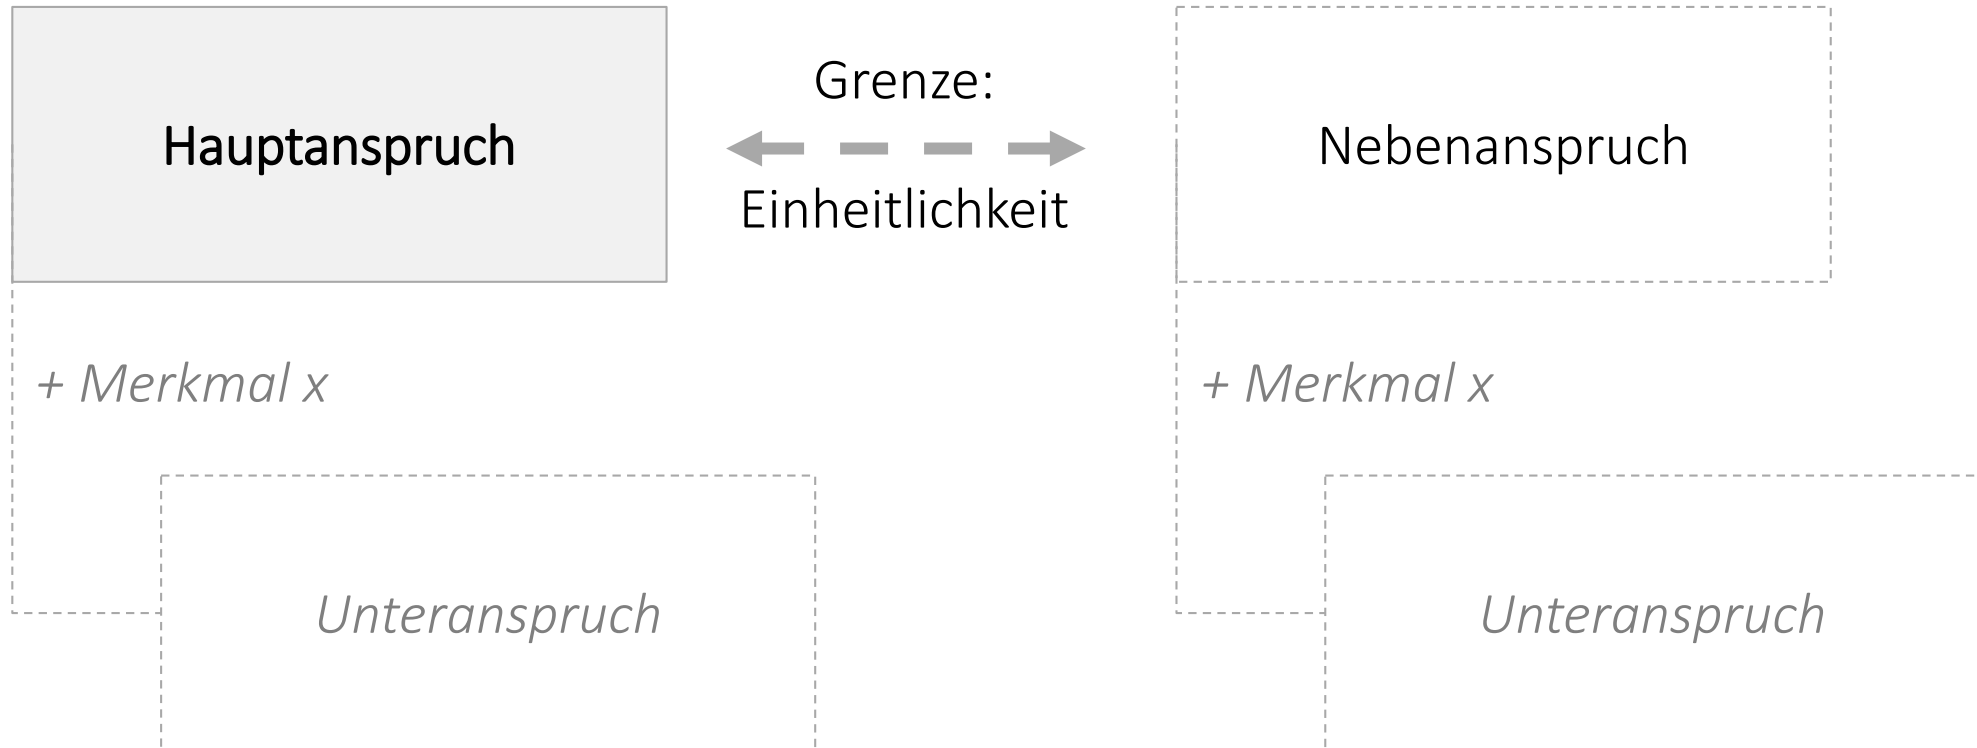 Hauptanspruch
Grenze:
Einheitlichkeit
Nebenanspruch
+ Merkmal x
+ Merkmal x
Unteranspruch
Unteranspruch